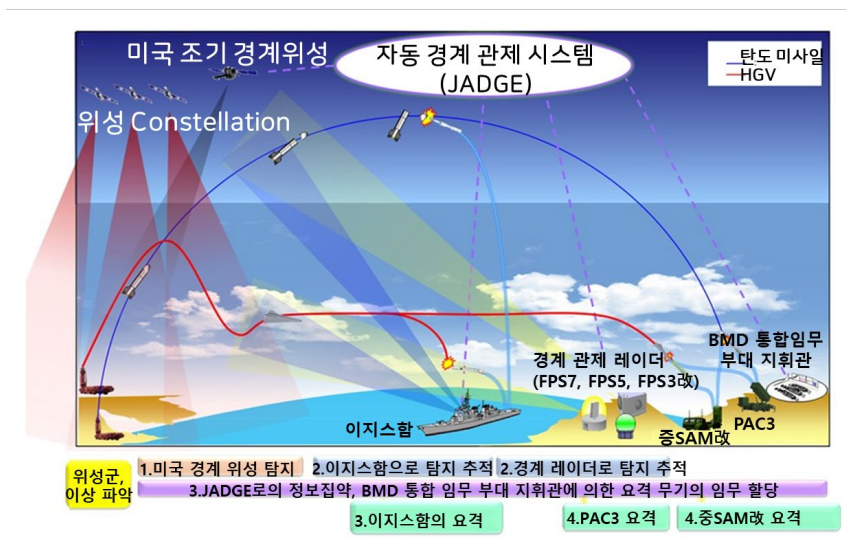 미국 조기 경계위성
자동 경계 관제 시스템
(JADGE)
탄도 미사일
HGV
위성 Constellation
BMD 통합임무
부대 지휘관
경계 관제 레이더
(FPS7, FPS5, FPS3改)
이지스함
PAC3
중SAM改
위성군,
이상 파악
1.미국 경계 위성 탐지
2.이지스함으로 탐지 추적
2.경계 레이더로 탐지 추적
3.JADGE로의 정보집약, BMD 통합 임무 부대 지휘관에 의한 요격 무기의 임무 할당
3.이지스함의 요격
4.PAC3 요격
4.중SAM改 요격